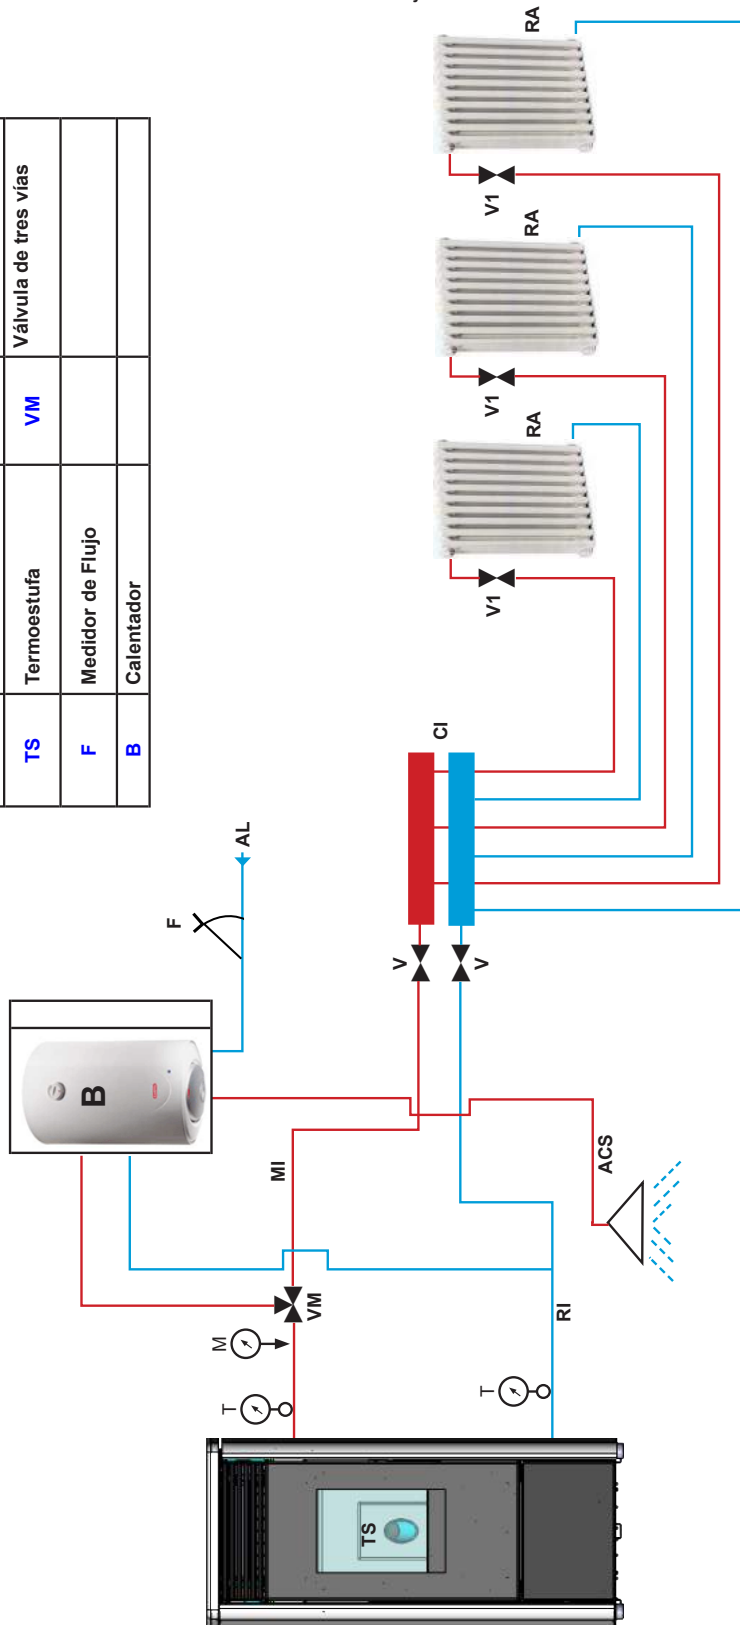 TS Termoestufa VM Válvula de tres vías
F Medidor de Flujo
B Calentador
RA
V1
RA
V1
RA
V1
CI
AL
F
V
V
B
MI
ACS
VM
M
RI
T
T
TS